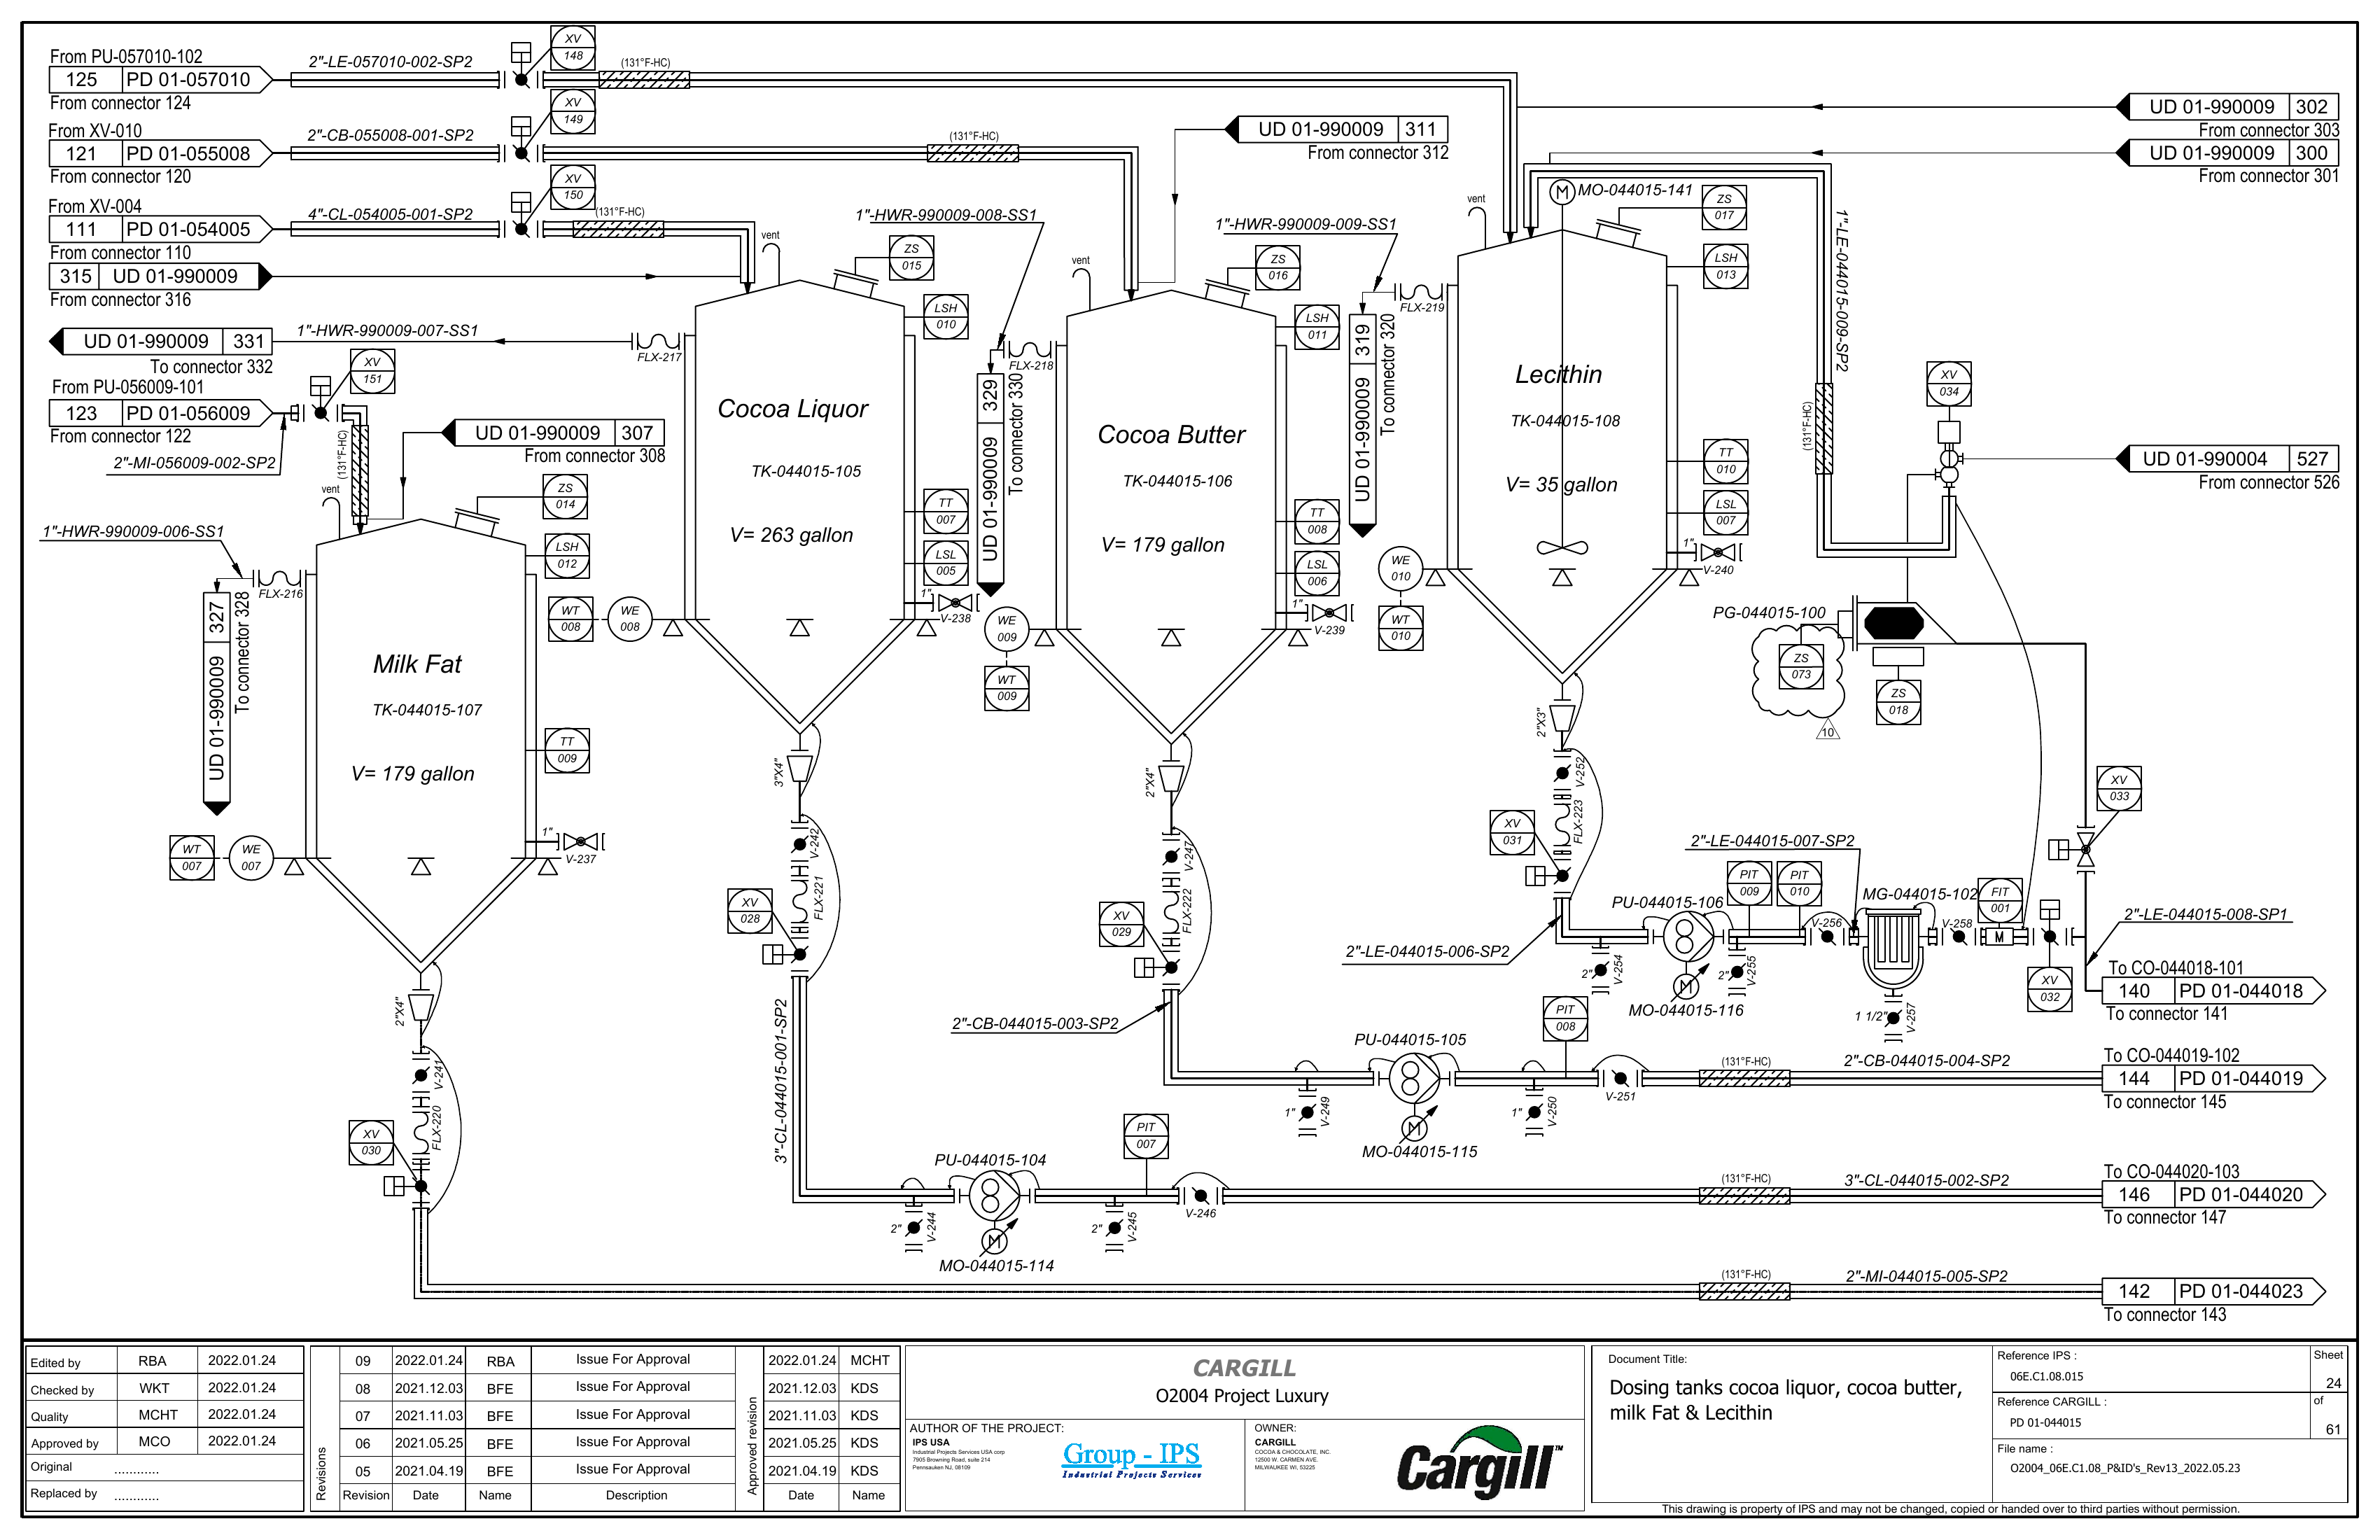 From PU-057010-102
125 PD 01-057010
From connector 124
2"-LE-057010-002-SP2
XV 148
(131°F-HC)
From XV-010
121 PD 01-055008
From connector 120
2"-CB-055008-001-SP2
XV 149
(131°F-HC)
From XV-004
111 PD 01-054005
From connector 110
4"-CL-054005-001-SP2
XV 150
(131°F-HC)
315 UD 01-990009
From connector 316
UD 01-990009 331
To connector 332
1"-HWR-990009-007-SS1
FLX-217
From PU-056009-101
123 PD 01-056009
From connector 122
2"-MI-056009-002-SP2
XV 151
(131°F-HC)
UD 01-990009 307
From connector 308
UD 01-990009 311
From connector 312
UD 01-990009 302
From connector 303
UD 01-990009 300
From connector 301
UD 01-990004 527
From connector 526
1"-HWR-990009-006-SS1
UD 01-990009 327
To connector 328
FLX-216
vent
ZS 014
LSH 012
Milk Fat
TK-044015-107
V= 179 gallon
TT 009
WT 007
WE 007
1"
V-237
2"X4"
V-241
FLX-220
XV 030
vent
ZS 015
LSH 010
Cocoa Liquor
TK-044015-105
V= 263 gallon
TT 007
LSL 005
1"
V-238
WT 008
WE 008
3"X4"
V-242
FLX-221
XV 028
3"-CL-044015-001-SP2
1"-HWR-990009-008-SS1
UD 01-990009 329
To connector 330
FLX-218
vent
ZS 016
LSH 011
Cocoa Butter
TK-044015-106
V= 179 gallon
TT 008
LSL 006
1"
V-239
WE 009
WT 009
2"X4"
V-247
FLX-222
XV 029
2"-CB-044015-003-SP2
1"-HWR-990009-009-SS1
UD 01-990009 319
To connector 320
FLX-219
vent
MO-044015-141
M
ZS 017
LSH 013
Lecithin
TK-044015-108
V= 35 gallon
TT 010
LSL 007
1"
V-240
WE 010
WT 010
2"X3"
V-252
FLX-223
XV 031
2"-LE-044015-006-SP2
1"-LE-044015-009-SP2
(131°F-HC)
XV 034
PG-044015-100
ZS 073
ZS 018
10
XV 033
2"-LE-044015-007-SP2
PU-044015-106
PIT 009
PIT 010
MG-044015-102
FIT 001
M
V-256
V-258
2" V-254
2" V-255
M
MO-044015-116
1 1/2" V-257
XV 032
2"-LE-044015-008-SP1
To CO-044018-101
140 PD 01-044018
To connector 141
PU-044015-105
PIT 008
1" V-249
1" V-250
V-251
M
MO-044015-115
(131°F-HC)
2"-CB-044015-004-SP2
To CO-044019-102
144 PD 01-044019
To connector 145
PU-044015-104
PIT 007
2" V-244
2" V-245
V-246
M
MO-044015-114
(131°F-HC)
3"-CL-044015-002-SP2
To CO-044020-103
146 PD 01-044020
To connector 147
(131°F-HC)
2"-MI-044015-005-SP2
142 PD 01-044023
To connector 143
Edited by RBA 2022.01.24
Checked by WKT 2022.01.24
Quality MCHT 2022.01.24
Approved by MCO 2022.01.24
Original ............
Replaced by ............
Revisions
09 2022.01.24 RBA Issue For Approval 2022.01.24 MCHT
08 2021.12.03 BFE Issue For Approval 2021.12.03 KDS
07 2021.11.03 BFE Issue For Approval 2021.11.03 KDS
06 2021.05.25 BFE Issue For Approval 2021.05.25 KDS
05 2021.04.19 BFE Issue For Approval 2021.04.19 KDS
Revision Date Name Description Date Name
Approved revision
CARGILL
O2004 Project Luxury
AUTHOR OF THE PROJECT:
IPS USA
Industrial Projects Services USA corp
7905 Browning Road, suite 214
Pennsauken NJ, 08109
Group - IPS
Industrial Projects Services
OWNER:
CARGILL
COCOA & CHOCOLATE, INC.
12500 W. CARMEN AVE.
MILWAUKEE WI, 53225
Cargill™
Document Title:
Dosing tanks cocoa liquor, cocoa butter,
milk Fat & Lecithin
Reference IPS :
06E.C1.08.015
Reference CARGILL :
PD 01-044015
File name :
O2004_06E.C1.08_P&ID's_Rev13_2022.05.23
Sheet
24
of
61
This drawing is property of IPS and may not be changed, copied or handed over to third parties without permission.